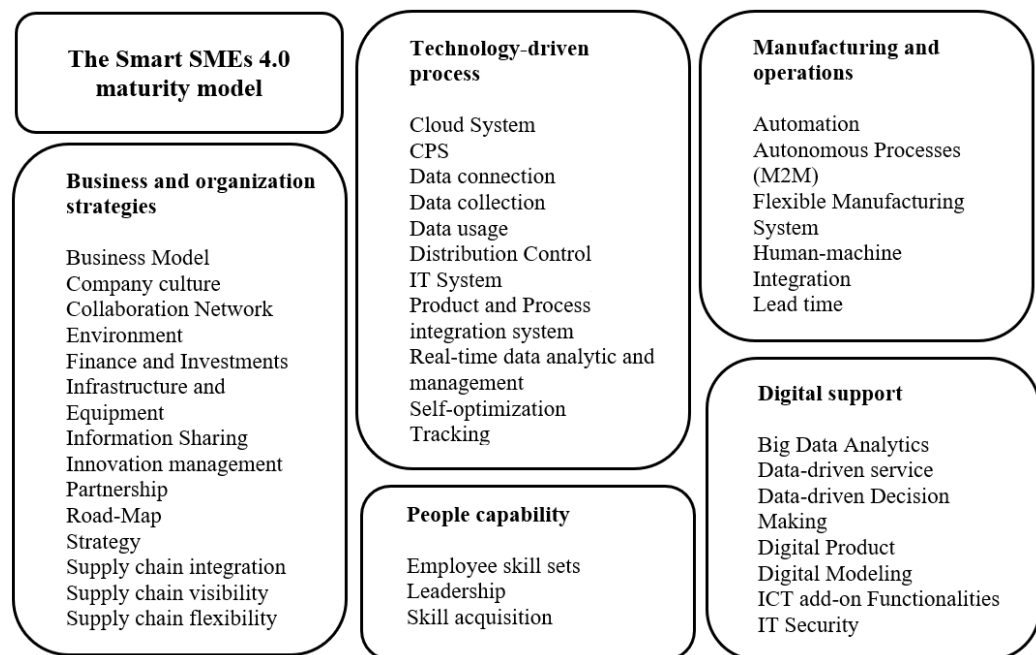 The Smart SMEs 4.0
maturity model
Business and organization
strategies
Business Model
Company culture
Collaboration Network
Environment
Finance and Investments
Infrastructure and
Equipment
Information Sharing
Innovation management
Partnership
Road-Map
Strategy
Supply chain integration
Supply chain visibility
Supply chain flexibility
Technology-driven
process
Cloud System
CPS
Data connection
Data collection
Data usage
Distribution Control
IT System
Product and Process
integration system
Real-time data analytic and
management
Self-optimization
Tracking
People capability
Employee skill sets
Leadership
Skill acquisition
Manufacturing and
operations
Automation
Autonomous Processes
(M2M)
Flexible Manufacturing
System
Human-machine
Integration
Lead time
Digital support
Big Data Analytics
Data-driven service
Data-driven Decision
Making
Digital Product
Digital Modeling
ICT add-on Functionalities
IT Security